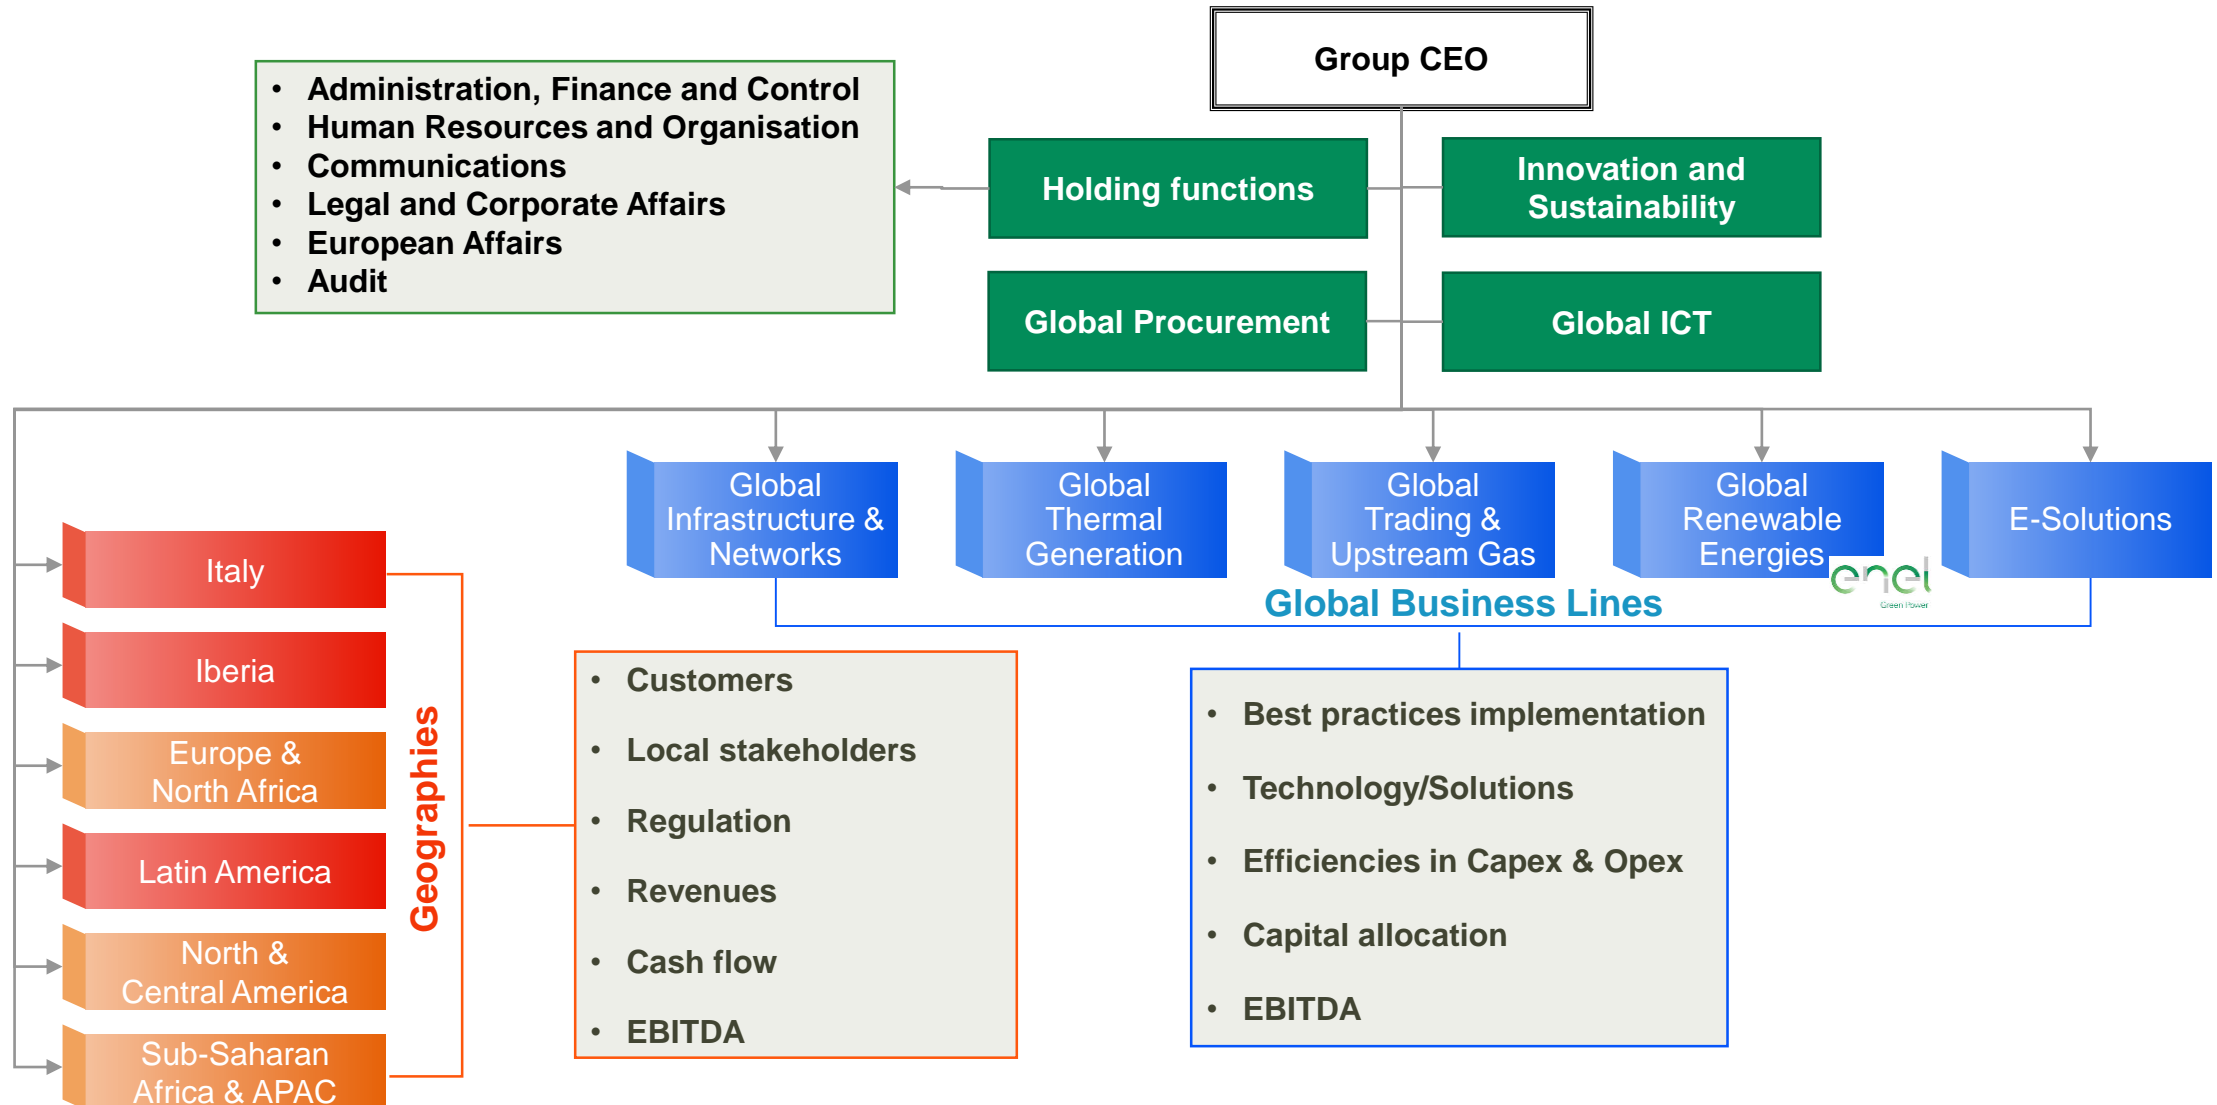 Group CEO
• Administration, Finance and Control
• Human Resources and Organisation
• Communications
• Legal and Corporate Affairs
• European Affairs
• Audit
Holding functions
Innovation and
Sustainability
Global Procurement
Global ICT
Global
Infrastructure &
Networks
Global
Thermal
Generation
Global
Trading &
Upstream Gas
Global
Renewable
Energies
E-Solutions
enel
Green Power
Global Business Lines
Italy
Iberia
Europe &
North Africa
Latin America
North &
Central America
Sub-Saharan
Africa & APAC
Geographies
• Customers
• Local stakeholders
• Regulation
• Revenues
• Cash flow
• EBITDA
• Best practices implementation
• Technology/Solutions
• Efficiencies in Capex & Opex
• Capital allocation
• EBITDA